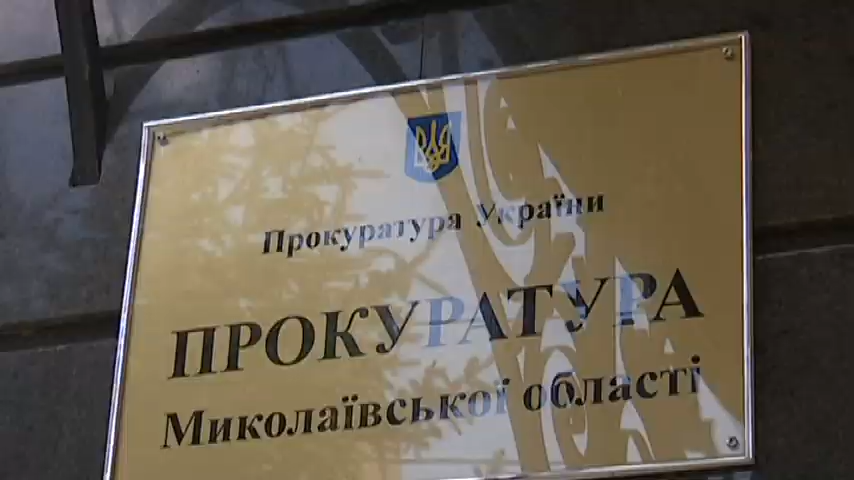 Прокуратура України
ПРОКУРАТУРА
Миколаївської області